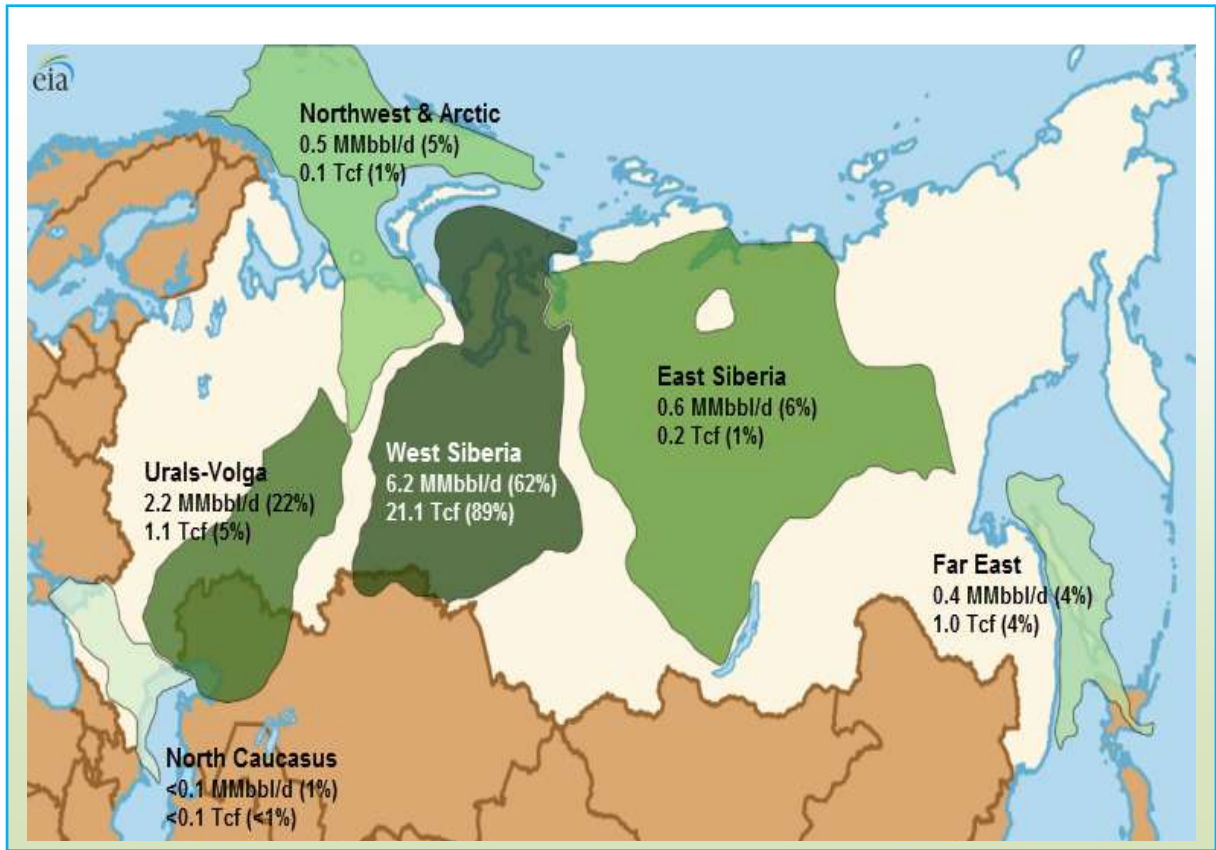 eia
Northwest & Arctic
0.5 MMbbl/d (5%)
0.1 Tcf (1%)
East Siberia
0.6 MMbbl/d (6%)
0.2 Tcf (1%)
West Siberia
6.2 MMbbl/d (62%)
21.1 Tcf (89%)
Urals-Volga
2.2 MMbbl/d (22%)
1.1 Tcf (5%)
Far East
0.4 MMbbl/d (4%)
1.0 Tcf (4%)
North Caucasus
<0.1 MMbbl/d (1%)
<0.1 Tcf (<1%)